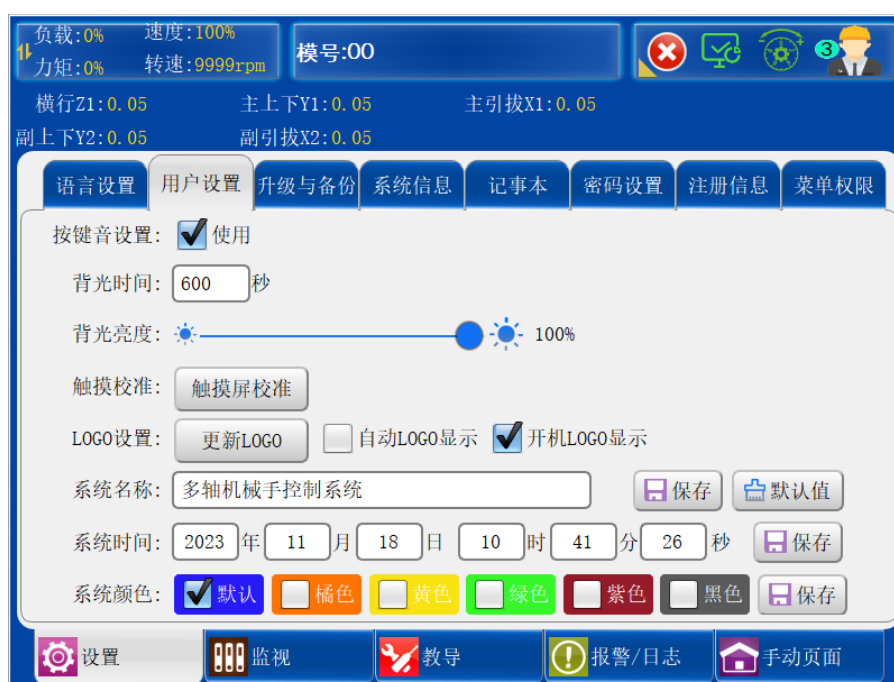 负载:0% 速度:100%
力矩:0% 转速:9999rpm
模号:00
3
横行Z1:0.05 主上下Y1:0.05 主引拔X1:0.05
副上下Y2:0.05 副引拔X2:0.05
语言设置 用户设置 升级与备份 系统信息 记事本 密码设置 注册信息 菜单权限
按键音设置: 使用
背光时间: 600 秒
背光亮度: 100%
触摸校准: 触摸屏校准
LOGO设置: 更新LOGO 自动LOGO显示 开机LOGO显示
系统名称: 多轴机械手控制系统 保存 默认值
系统时间: 2023 年 11 月 18 日 10 时 41 分 26 秒 保存
系统颜色: 默认 橘色 黄色 绿色 紫色 黑色 保存
设置 监视 教导 报警/日志 手动页面